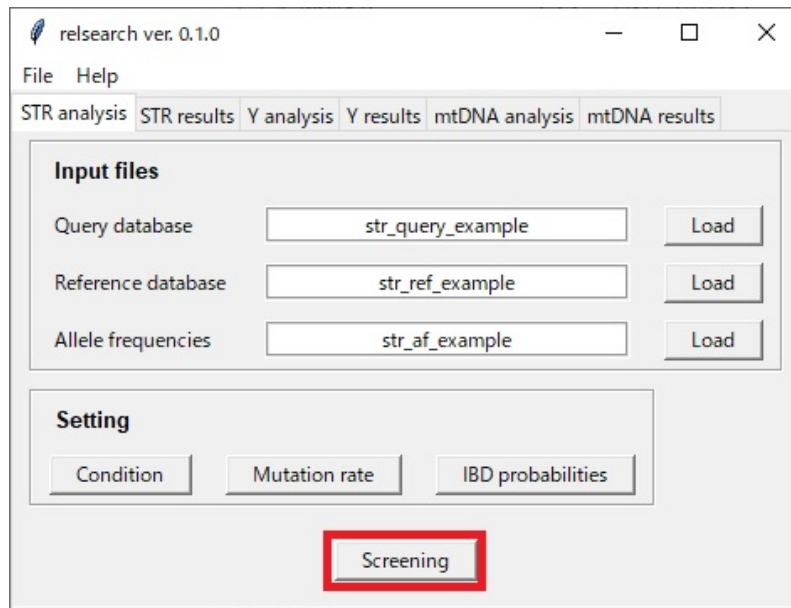 relsearch ver. 0.1.0
File Help
STR analysis STR results Y analysis Y results mtDNA analysis mtDNA results
Input files
Query database str_query_example Load
Reference database str_ref_example Load
Allele frequencies str_af_example Load
Setting
Condition Mutation rate IBD probabilities
Screening